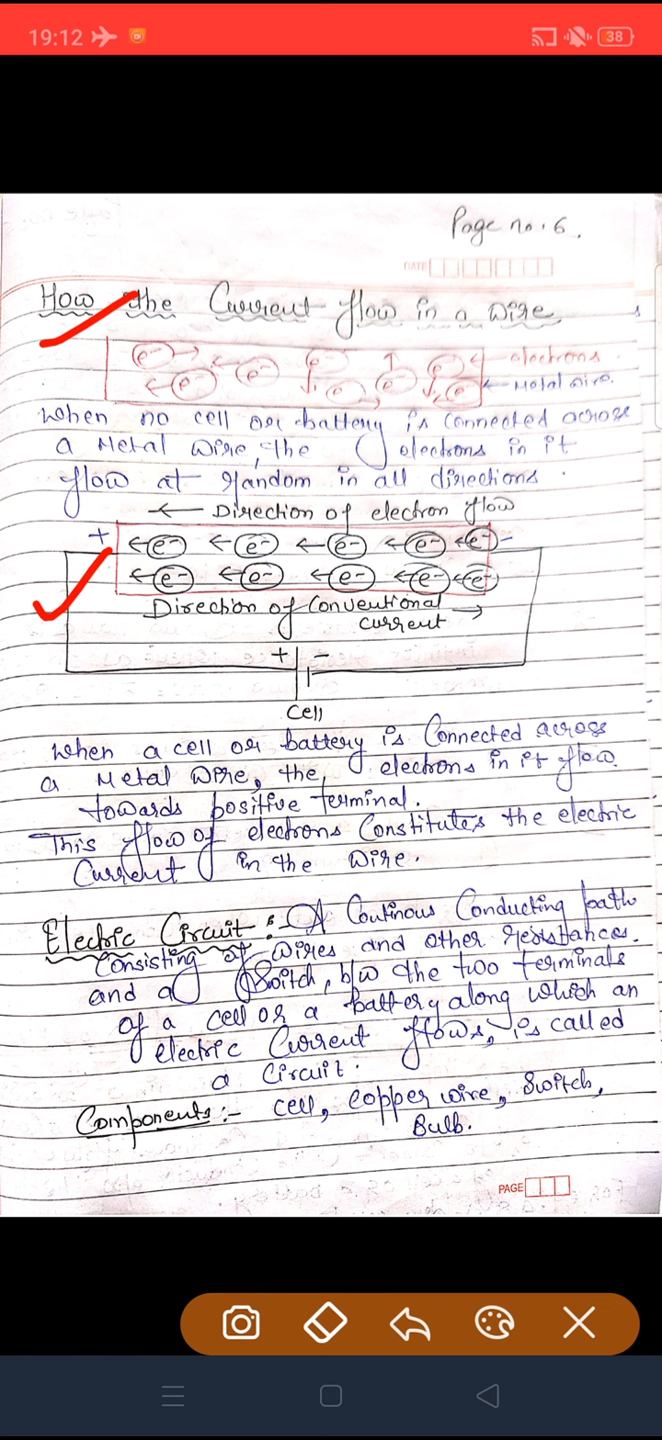 19:12
38
Page no. 6.
DATE
How the Current flow in a wire
electrons
Metal wire.
e- e- e- e- e- e- e- e-
When no cell or battery is connected across
a Metal wire, the electrons in it
flow at random in all directions.
← Direction of electron flow
+ ←e- ←e- ←e- ←e- ←e- -
←e- ←e- ←e- ←e- ←e-
Direction of Conventional
current →
+ -
Cell
When a cell or battery is Connected across
a Metal wire, the electrons in it flow
towards positive terminal.
This flow of electrons Constitutes the electric
Current in the wire.
Electric Circuit :- A Coutinous Conducting path
Consisting of wires and other resistances.
and a Switch, b/w the two terminals
of a cell or a battery along which an
electric Current flows, is called
a Circuit.
Components :- cell, copper wire, Switch,
Bulb.
PAGE